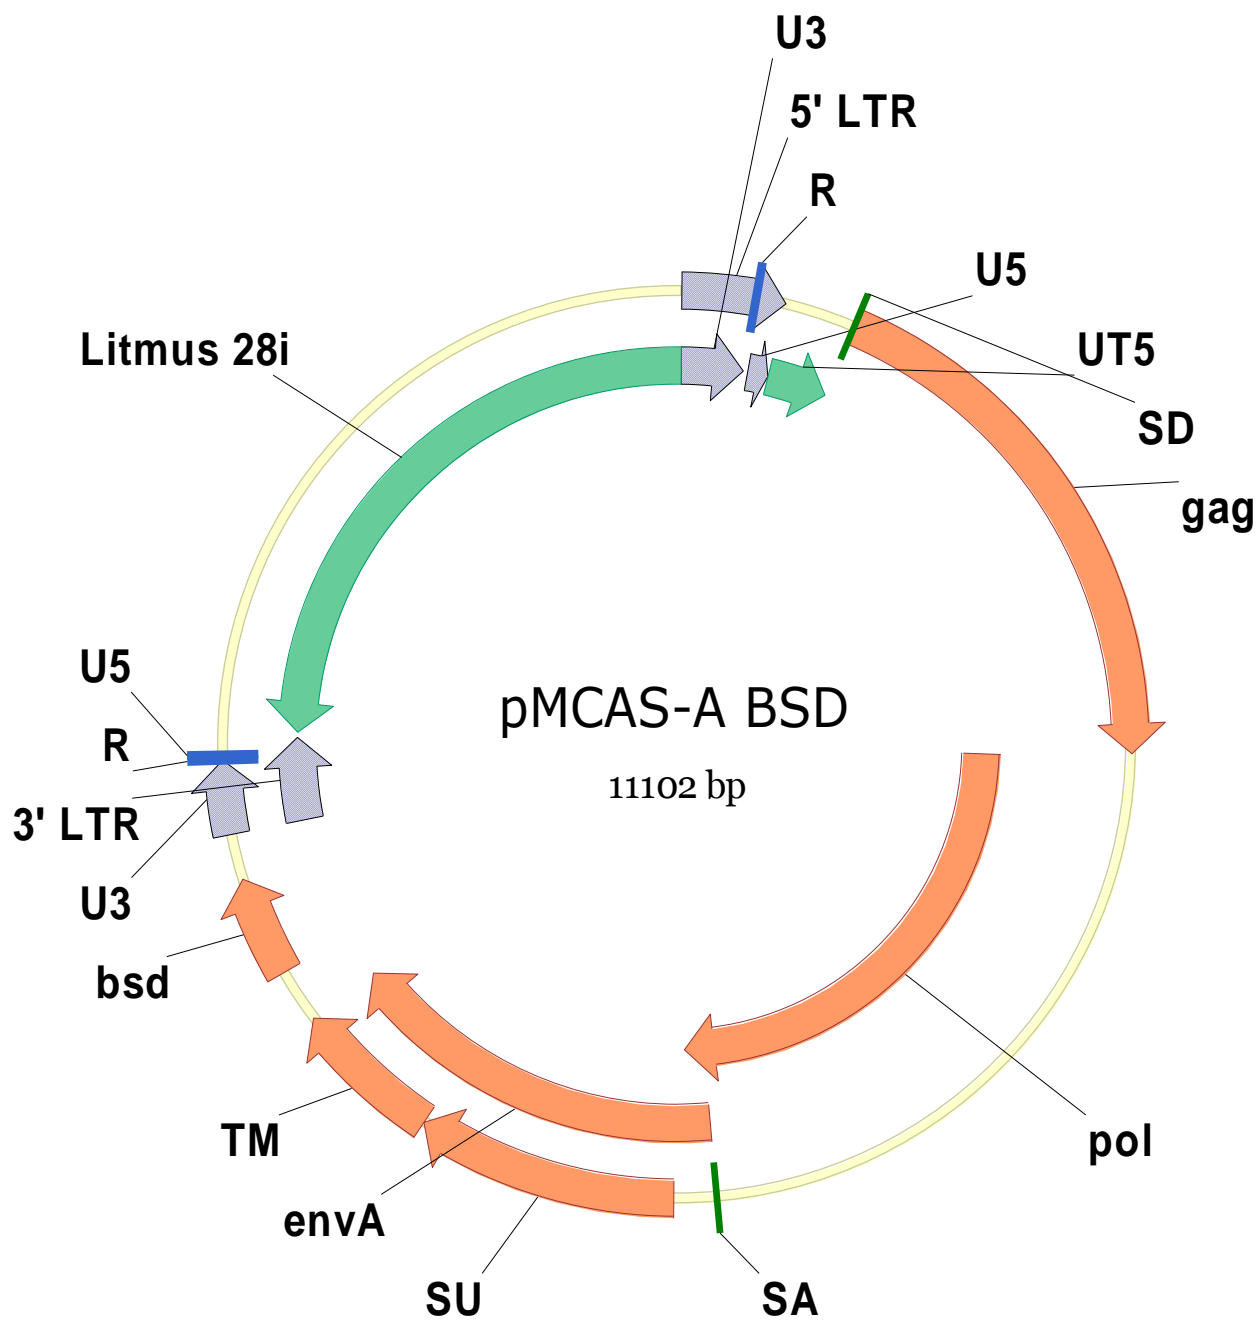 U3
5' LTR
R
U5
Litmus 28i
UT5
SD
gag
U5
R
3' LTR
U3
bsd
pMCAS-A BSD
11102 bp
TM
envA
SU
SA
pol